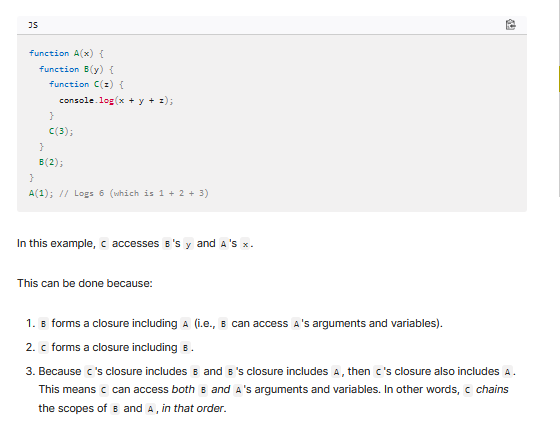 JS
function A(x) {
  function B(y) {
    function C(z) {
      console.log(x + y + z);
    }
    C(3);
  }
  B(2);
}
A(1); // Logs 6 (which is 1 + 2 + 3)
In this example, C accesses B's y and A's x.
This can be done because:
1. B forms a closure including A (i.e., B can access A's arguments and variables).
2. C forms a closure including B.
3. Because C's closure includes B and B's closure includes A, then C's closure also includes A.
This means C can access both B and A's arguments and variables. In other words, C chains
the scopes of B and A, in that order.